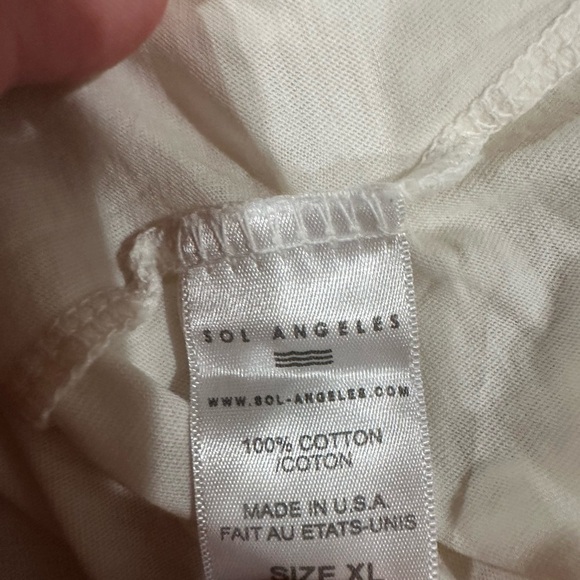 SOL ANGELES
WWW.SOL-ANGELES.COM
100% COTTON
/COTON
MADE IN U.S.A
FAIT AU ETATS-UNIS
SIZE XL